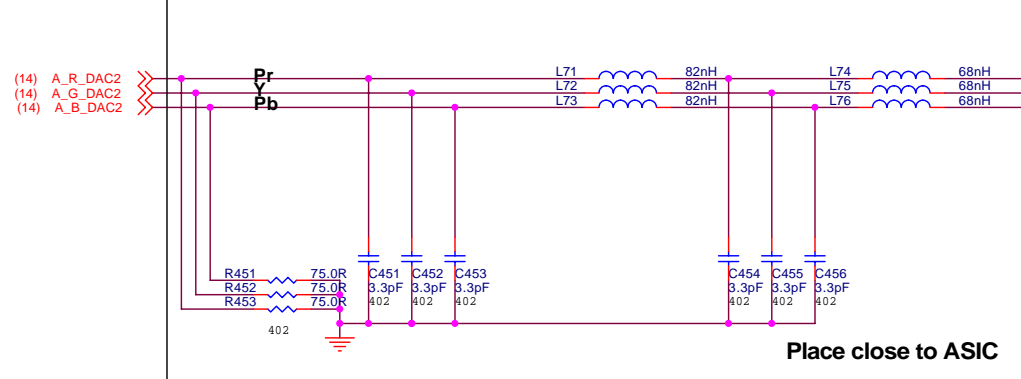 (14) A_R_DAC2 Pr L71 82nH L74 68nH
(14) A_G_DAC2 Y L72 82nH L75 68nH
(14) A_B_DAC2 Pb L73 82nH L76 68nH
R451 75.0R C451 C452 C453 C454 C455 C456
R452 75.0R 3.3pF 3.3pF 3.3pF 3.3pF 3.3pF 3.3pF
R453 75.0R 402 402 402 402 402 402
402
Place close to ASIC